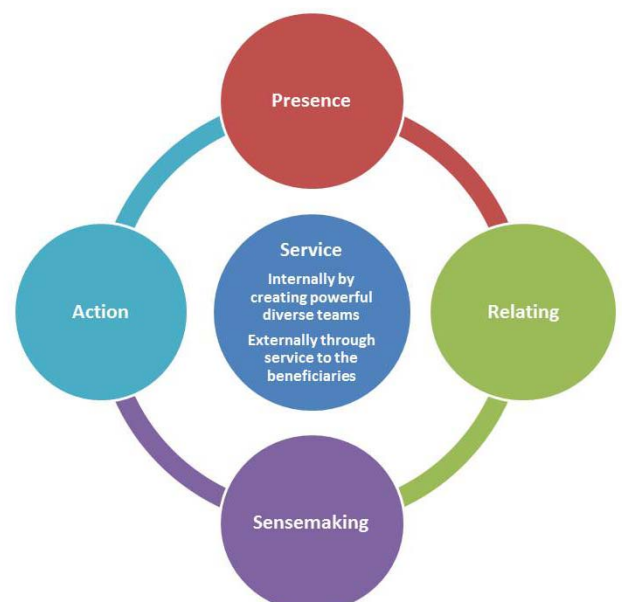 Presence
Service
Internally by
creating powerful
diverse teams
Externally through
service to the
beneficiaries
Action
Relating
Sensemaking